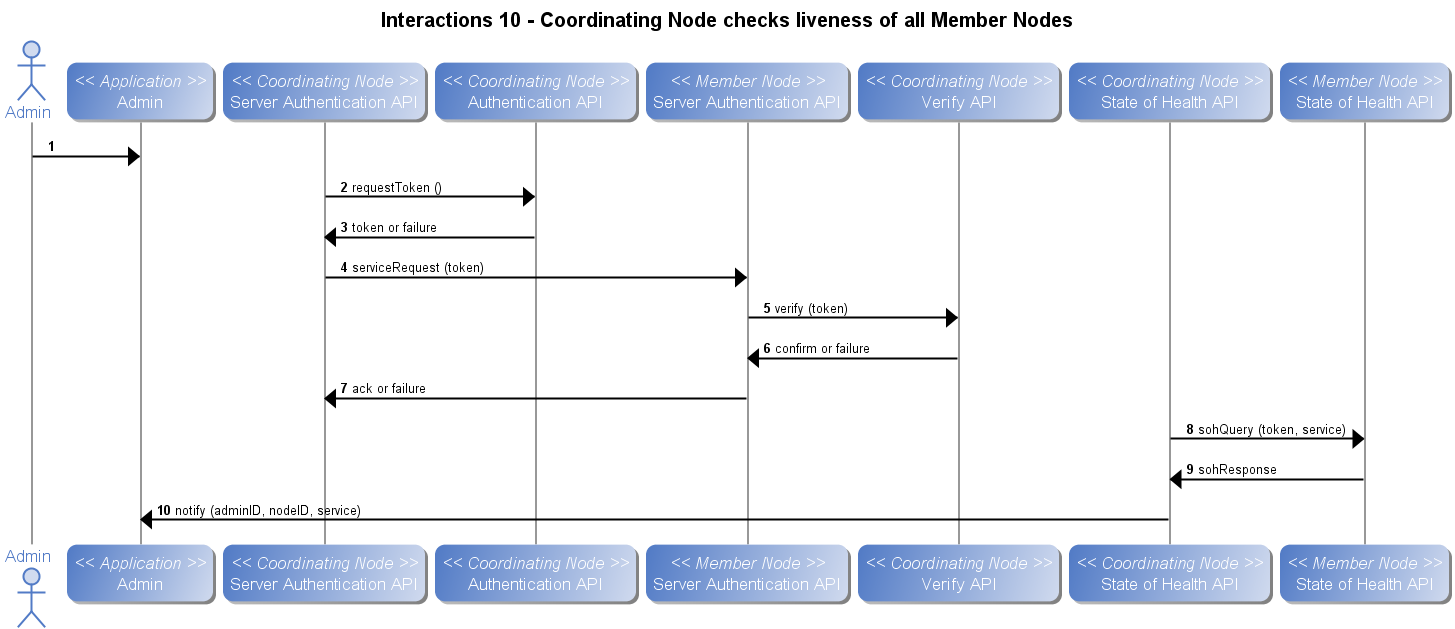 Interactions 10 - Coordinating Node checks liveness of all Member Nodes
Admin
<< Application >>
Admin
<< Coordinating Node >>
Server Authentication API
<< Coordinating Node >>
Authentication API
<< Member Node >>
Server Authentication API
<< Coordinating Node >>
Verify API
<< Coordinating Node >>
State of Health API
<< Member Node >>
State of Health API
1
2 requestToken ()
3 token or failure
4 serviceRequest (token)
5 verify (token)
6 confirm or failure
7 ack or failure
8 sohQuery (token, service)
9 sohResponse
10 notify (adminID, nodeID, service)
Admin
<< Application >>
Admin
<< Coordinating Node >>
Server Authentication API
<< Coordinating Node >>
Authentication API
<< Member Node >>
Server Authentication API
<< Coordinating Node >>
Verify API
<< Coordinating Node >>
State of Health API
<< Member Node >>
State of Health API